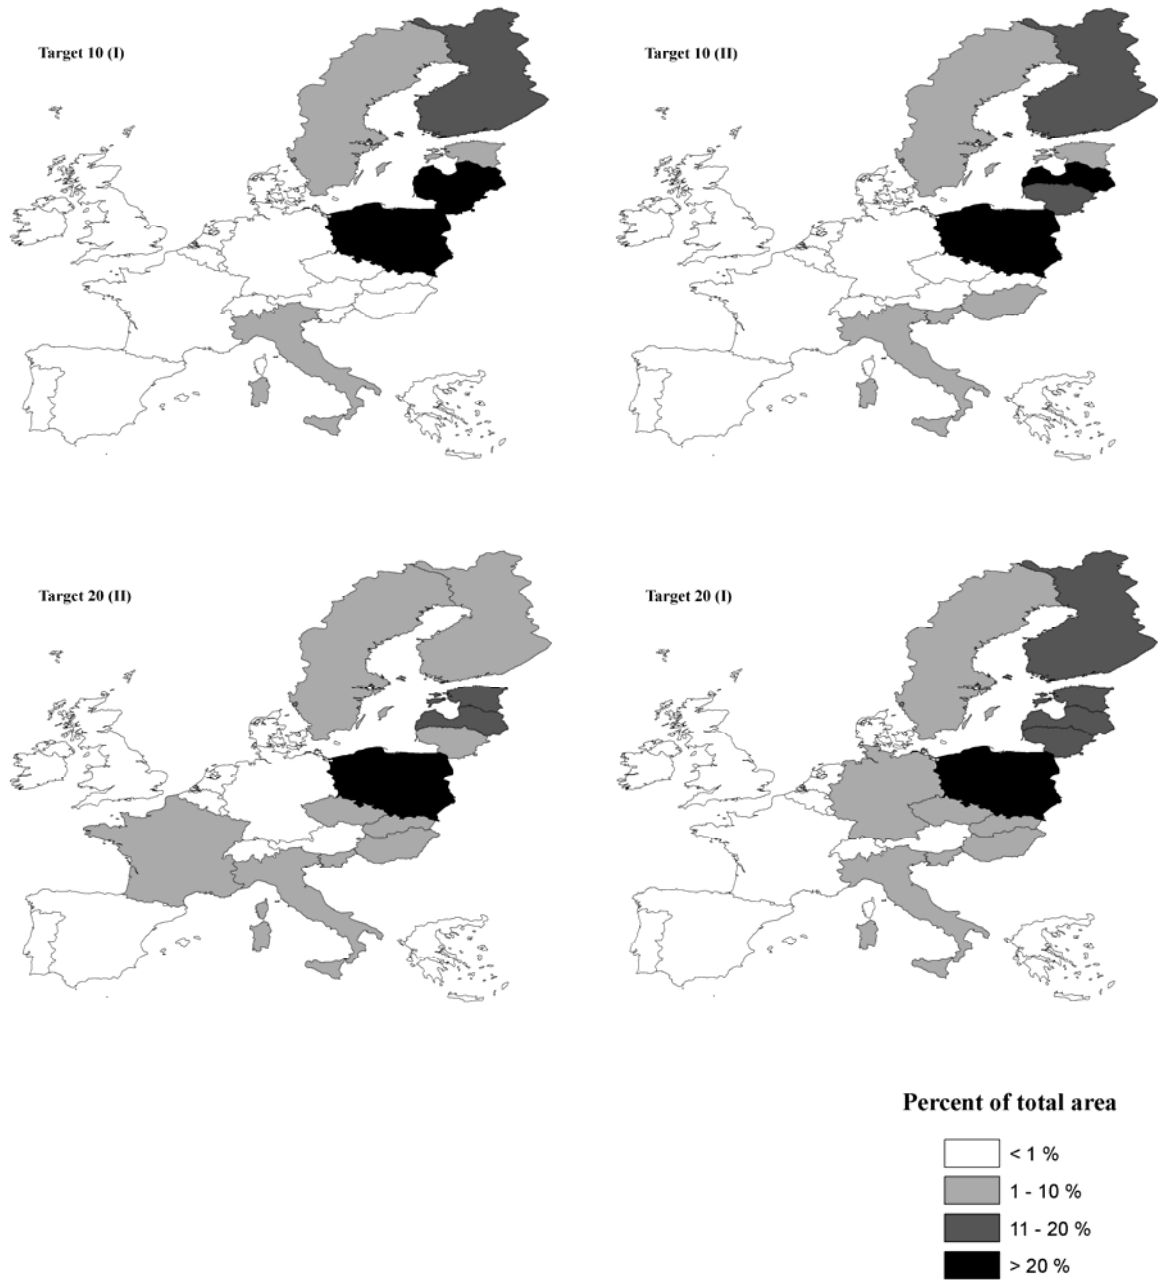 Target 10 (I)
Target 10 (II)
Target 20 (II)
Target 20 (I)
Percent of total area
< 1 %
1 - 10 %
11 - 20 %
> 20 %